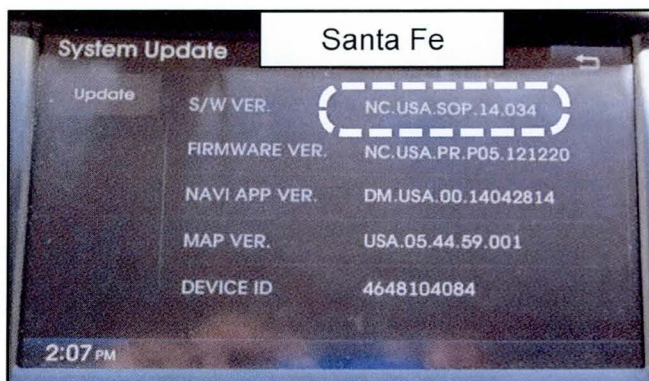 System Update
Santa Fe
Update
S/W VER. NC.USA.SOP.14.034
FIRMWARE VER. NC.USA.PR.P05.121220
NAVI APP VER. DM.USA.00.14042814
MAP VER. USA.05.44.59.001
DEVICE ID 4648104084
2:07 PM